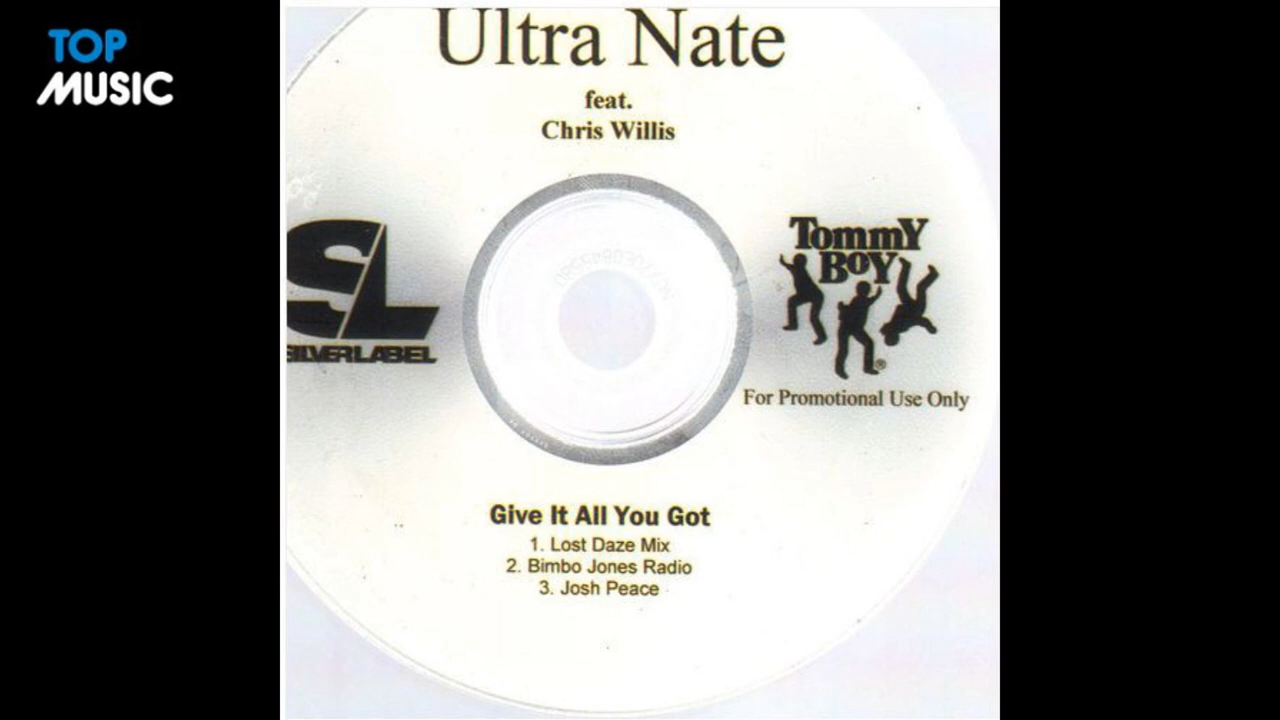 TOP
MUSIC
Ultra Nate
feat.
Chris Willis
SL
SILVERLABEL
TommY
BoY
®
For Promotional Use Only
Give It All You Got
1. Lost Daze Mix
2. Bimbo Jones Radio
3. Josh Peace